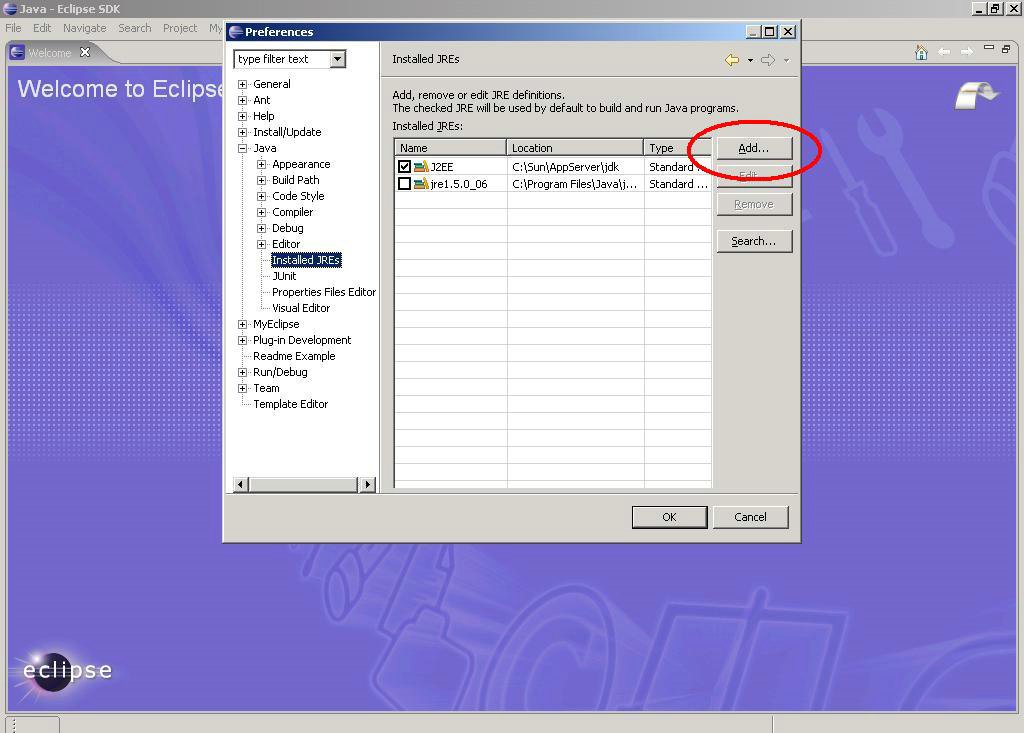 Java - Eclipse SDK
File Edit Navigate Search Project My
Welcome
Welcome to Eclipse
Preferences
type filter text
General
Ant
Help
Install/Update
Java
Appearance
Build Path
Code Style
Compiler
Debug
Editor
Installed JREs
JUnit
Properties Files Editor
Visual Editor
MyEclipse
Plug-in Development
Readme Example
Run/Debug
Team
Template Editor
Installed JREs
Add, remove or edit JRE definitions.
The checked JRE will be used by default to build and run Java programs.
Installed JREs:
Name Location Type
J2EE C:\Sun\AppServer\jdk Standard ...
jre1.5.0_06 C:\Program Files\Java\j... Standard ...
Add...
Edit...
Remove
Search...
OK Cancel
eclipse